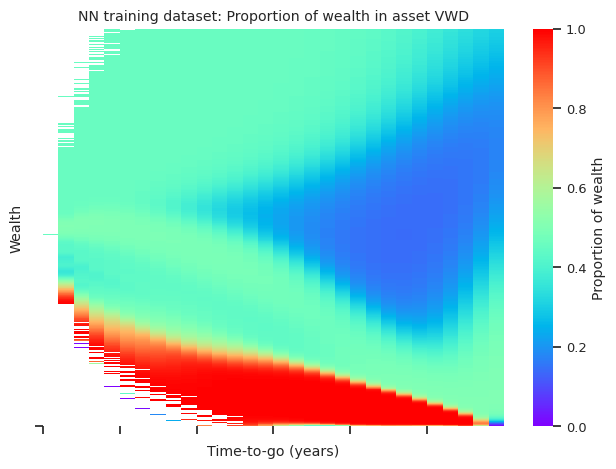 NN training dataset: Proportion of wealth in asset VWD
Wealth
Time-to-go (years)
1.0
0.8
0.6
0.4
0.2
0.0
Proportion of wealth